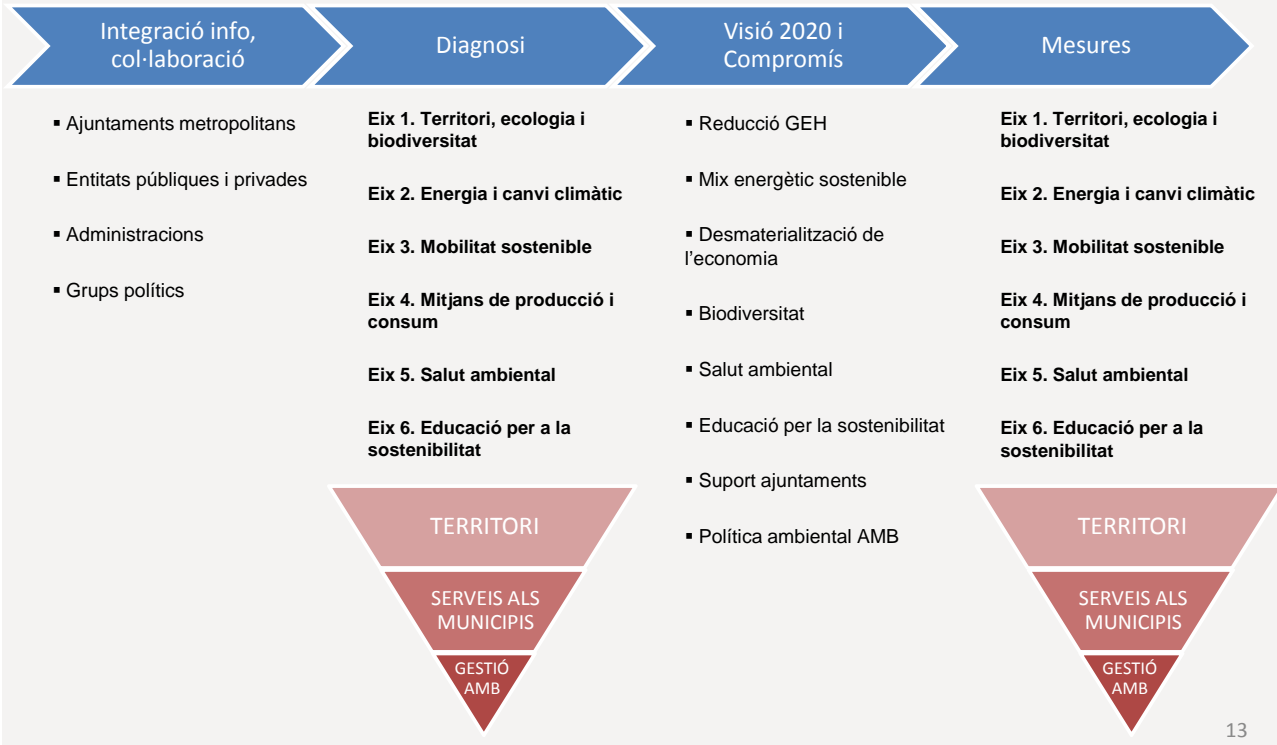 Integració info,
col·laboració
Diagnosi
Visió 2020 i
Compromís
Mesures
▪ Ajuntaments metropolitans
▪ Entitats públiques i privades
▪ Administracions
▪ Grups polítics
Eix 1. Territori, ecologia i
biodiversitat
Eix 2. Energia i canvi climàtic
Eix 3. Mobilitat sostenible
Eix 4. Mitjans de producció i
consum
Eix 5. Salut ambiental
Eix 6. Educació per a la
sostenibilitat
TERRITORI
SERVEIS ALS
MUNICIPIS
GESTIÓ
AMB
▪ Reducció GEH
▪ Mix energètic sostenible
▪ Desmaterialització de
l’economia
▪ Biodiversitat
▪ Salut ambiental
▪ Educació per la sostenibilitat
▪ Suport ajuntaments
▪ Política ambiental AMB
Eix 1. Territori, ecologia i
biodiversitat
Eix 2. Energia i canvi climàtic
Eix 3. Mobilitat sostenible
Eix 4. Mitjans de producció i
consum
Eix 5. Salut ambiental
Eix 6. Educació per a la
sostenibilitat
TERRITORI
SERVEIS ALS
MUNICIPIS
GESTIÓ
AMB
13